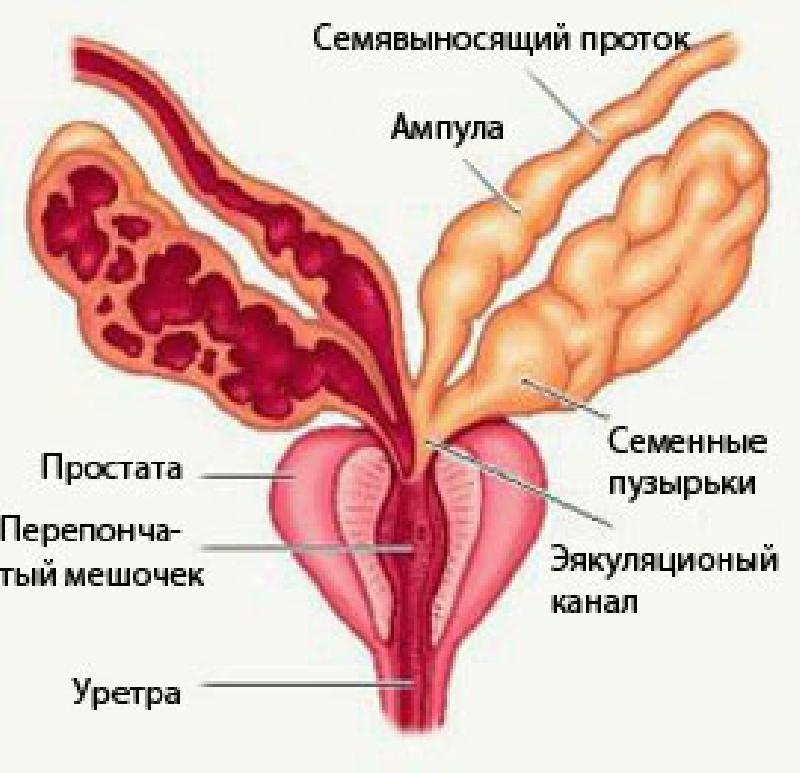 Семявыносящий проток
Ампула
Семенные
пузырьки
Простата
Перепонча-
тый мешочек
Эякуляционый
канал
Уретра